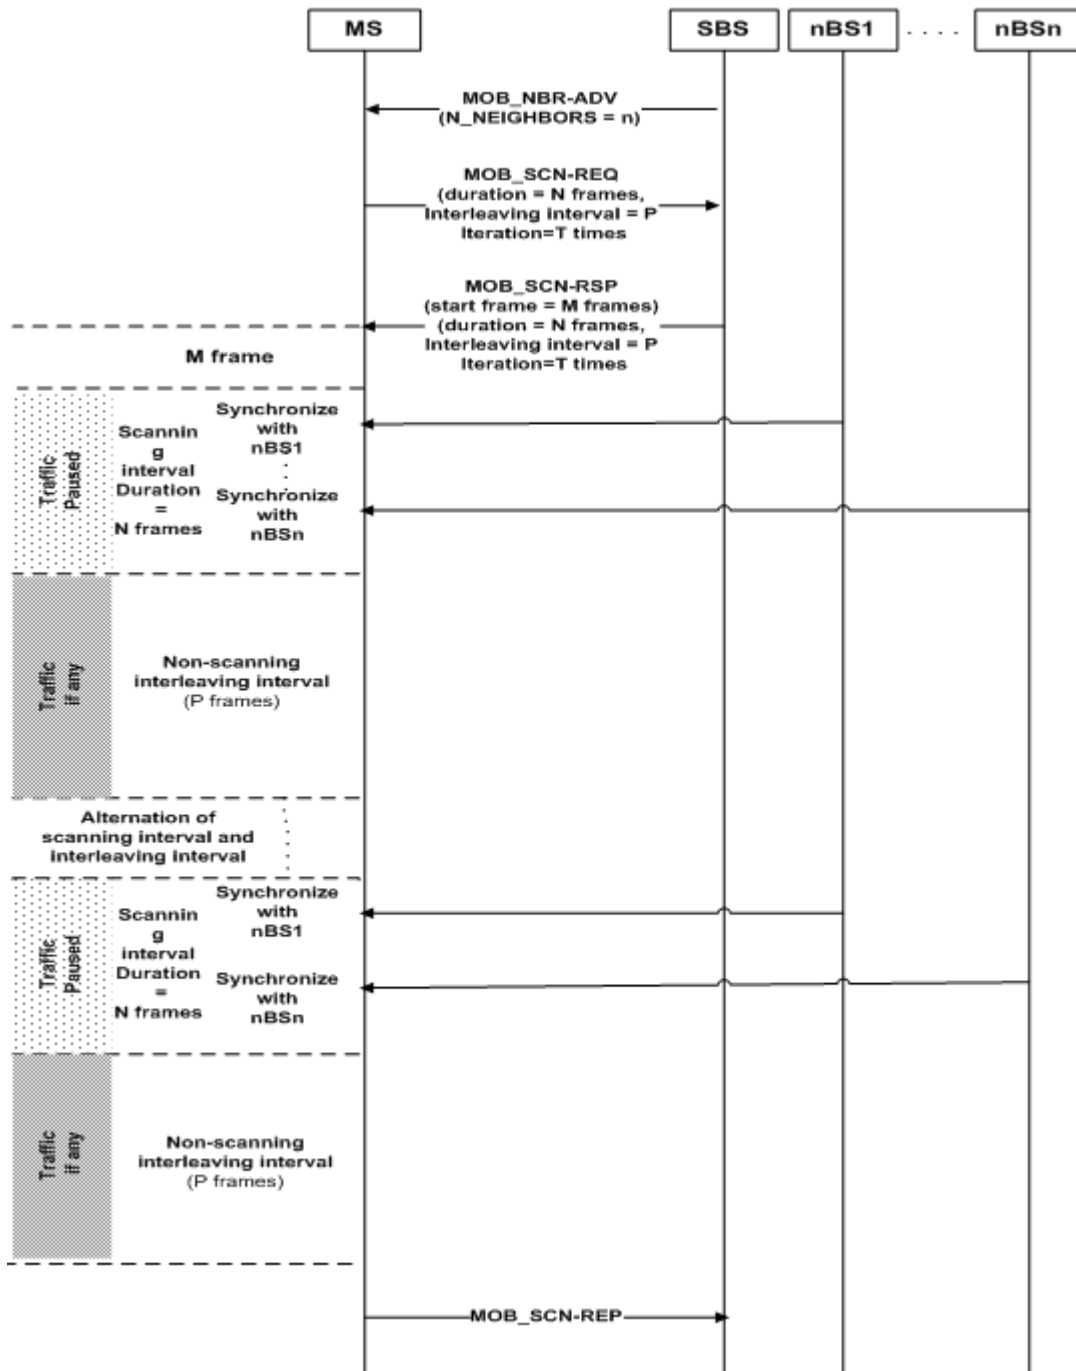 MS
SBS
nBS1
. . . .
nBSn
MOB_NBR-ADV
(N_NEIGHBORS = n)
MOB_SCN-REQ
(duration = N frames,
Interleaving interval = P
Iteration=T times
MOB_SCN-RSP
(start frame = M frames)
(duration = N frames,
Interleaving interval = P
Iteration=T times
M frame
Traffic
Paused
Scannin
g
interval
Duration
=
N frames
Synchronize
with
nBS1
Synchronize
with
nBSn
Traffic
if any
Non-scanning
interleaving interval
(P frames)
Alternation of
scanning interval and
interleaving interval
Traffic
Paused
Scannin
g
interval
Duration
=
N frames
Synchronize
with
nBS1
Synchronize
with
nBSn
Traffic
if any
Non-scanning
interleaving interval
(P frames)
MOB_SCN-REP